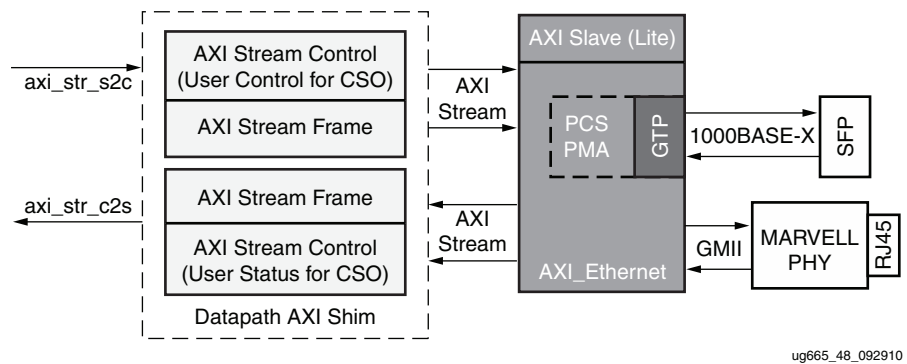 axi_str_s2c
AXI Stream Control
(User Control for CSO)
AXI Stream Frame
AXI
Stream
AXI Stream Frame
AXI Stream Control
(User Status for CSO)
axi_str_c2s
AXI
Stream
Datapath AXI Shim
AXI Slave (Lite)
PCS
PMA
GTP
1000BASE-X
SFP
GMII
MARVELL
PHY
RJ45
AXI_Ethernet
ug665_48_092910